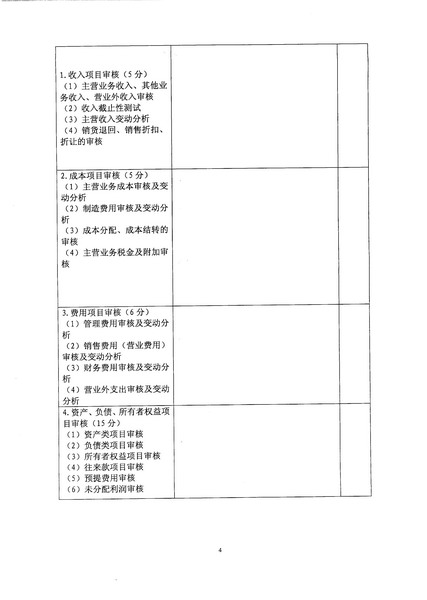 1.收入项目审核（5 分）
（1）主营业务收入、其他业
务收入、营业外收入审核
（2）收入截止性测试
（3）主营收入变动分析
（4）销货退回、销售折扣、
折让的审核
2.成本项目审核（5 分）
（1）主营业务成本审核及变
动分析
（2）制造费用审核及变动分
析
（3）成本分配、成本结转的
审核
（4）主营业务税金及附加审
核
3.费用项目审核（6 分）
（1）管理费用审核及变动分
析
（2）销售费用（营业费用）
审核及变动分析
（3）财务费用审核及变动分
析
（4）营业外支出审核及变动
分析
4.资产、负债、所有者权益项
目审核（15 分）
（1）资产类项目审核
（2）负债类项目审核
（3）所有者权益项目审核
（4）往来款项目审核
（5）预提费用审核
（6）未分配利润审核
4